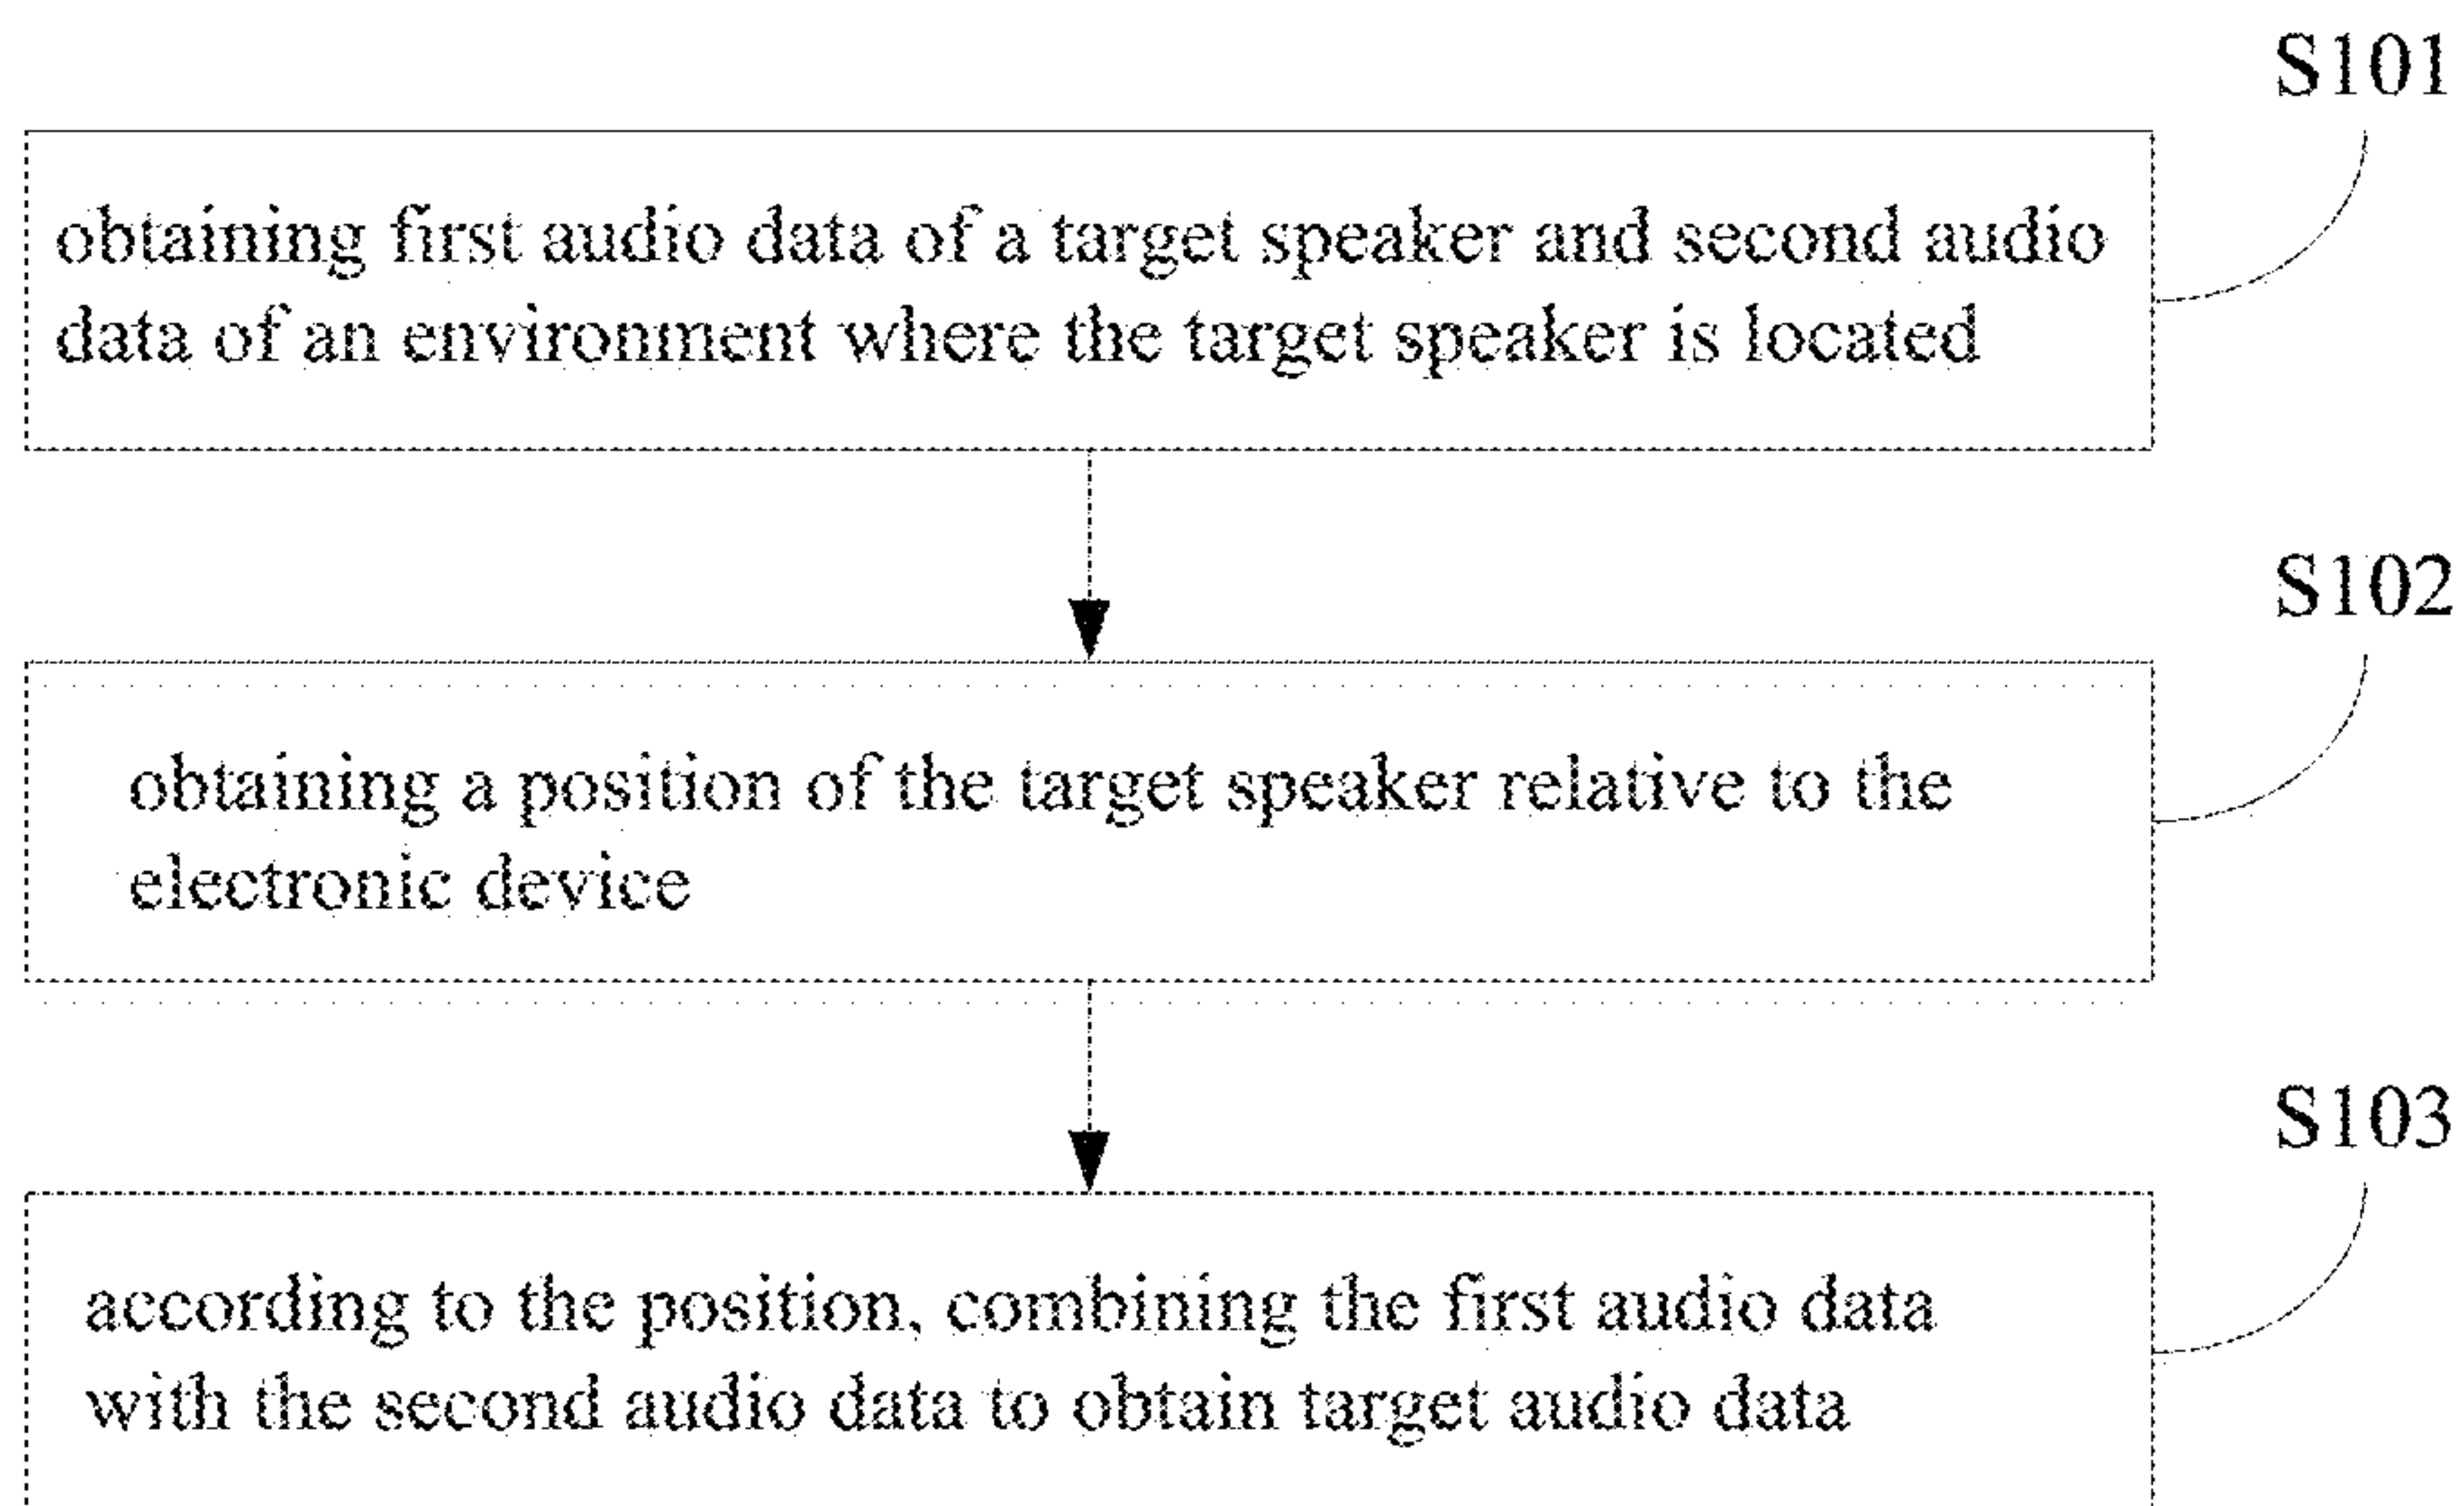 S101
obtaining first audio data of a target speaker and second audio
data of an environment where the target speaker is located
S102
obtaining a position of the target speaker relative to the
electronic device
S103
according to the position, combining the first audio data
with the second audio data to obtain target audio data